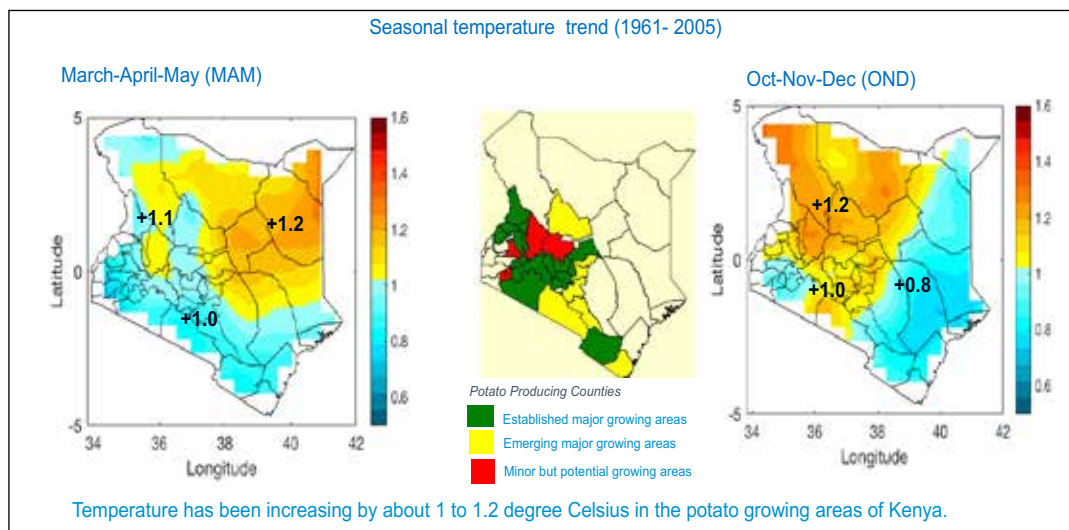 Seasonal temperature trend (1961- 2005)
March-April-May (MAM)
Oct-Nov-Dec (OND)
5
0
-5
Latitude
34
36
38
40
42
Longitude
+1.1
+1.2
+1.0
1.6
1.4
1.2
1
0.8
0.6
Potato Producing Counties
Established major growing areas
Emerging major growing areas
Minor but potential growing areas
5
0
-5
Latitude
34
36
38
40
42
Longitude
+1.2
+1.0
+0.8
1.6
1.4
1.2
1
0.8
0.6
Temperature has been increasing by about 1 to 1.2 degree Celsius in the potato growing areas of Kenya.